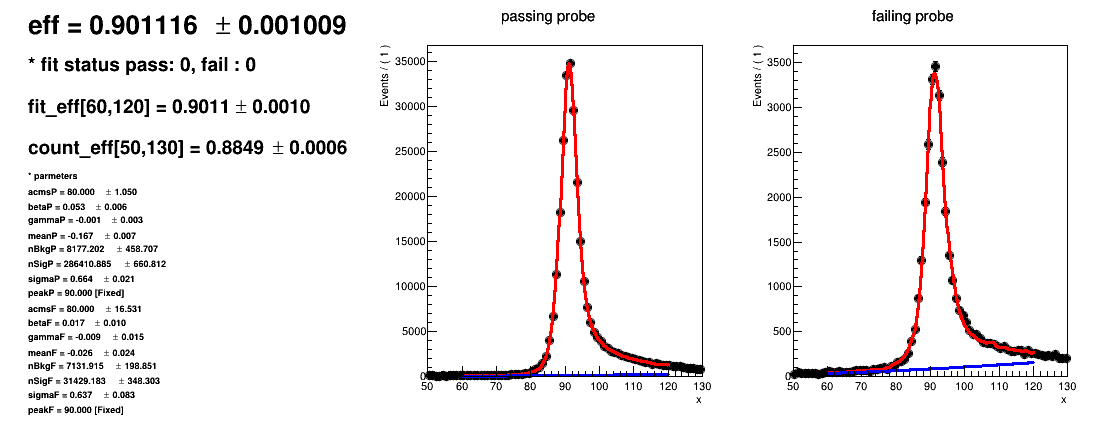 eff = 0.901116 ± 0.001009
* fit status pass: 0, fail : 0
fit_eff[60,120] = 0.9011 ± 0.0010
count_eff[50,130] = 0.8849 ± 0.0006
* parmeters
acmsP = 80.000 ± 1.050
betaP = 0.053 ± 0.006
gammaP = -0.001 ± 0.003
meanP = -0.167 ± 0.007
nBkgP = 8177.202 ± 458.707
nSigP = 286410.885 ± 660.812
sigmaP = 0.664 ± 0.021
peakP = 90.000 [Fixed]
acmsF = 80.000 ± 16.531
betaF = 0.017 ± 0.010
gammaF = -0.009 ± 0.015
meanF = -0.026 ± 0.024
nBkgF = 7131.915 ± 198.851
nSigF = 31429.183 ± 348.303
sigmaF = 0.637 ± 0.083
peakF = 90.000 [Fixed]
passing probe
Events / ( 1 )
35000
30000
25000
20000
15000
10000
5000
0
50 60 70 80 90 100 110 120 130
x
failing probe
Events / ( 1 )
3500
3000
2500
2000
1500
1000
500
0
50 60 70 80 90 100 110 120 130
x